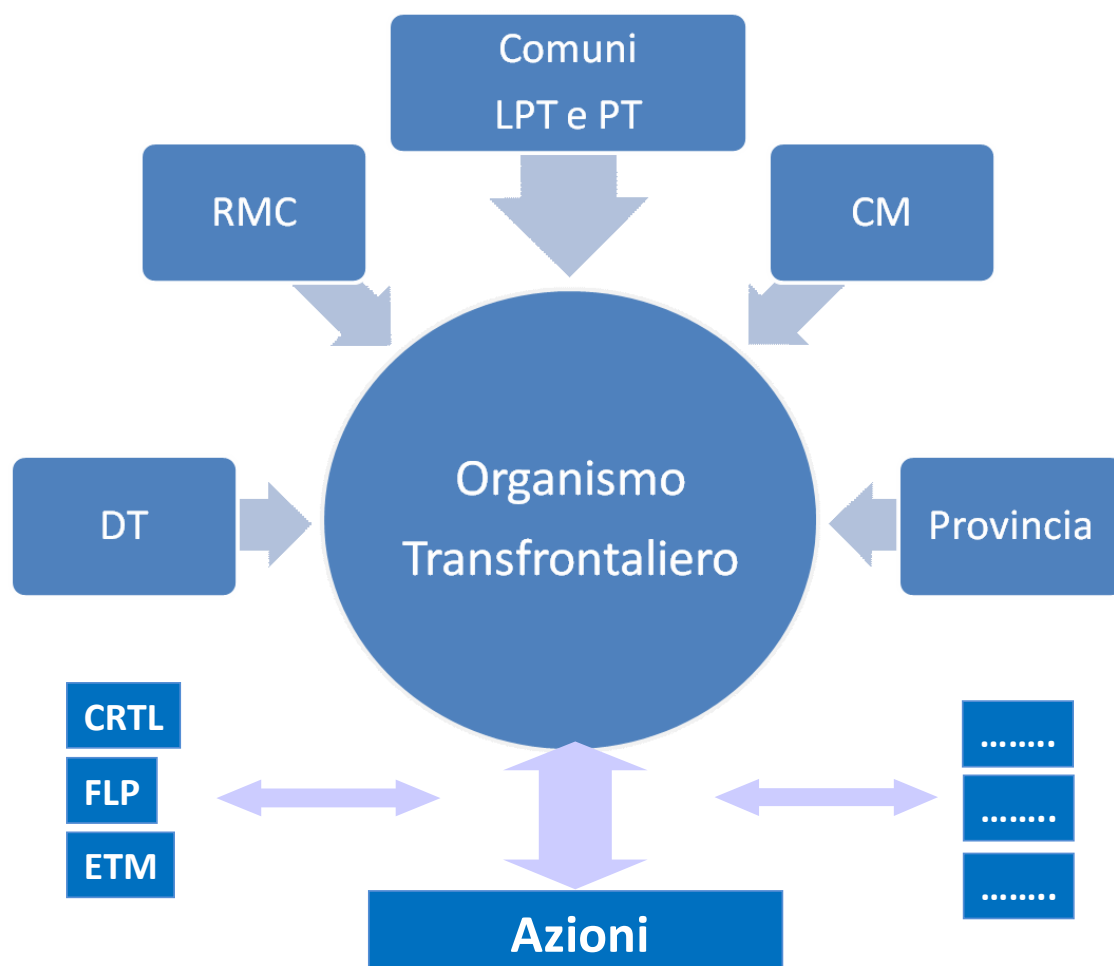 Comuni
LPT e PT
RMC
CM
Organismo
Transfrontaliero
DT
Provincia
CRTL
FLP
ETM
........
........
........
Azioni